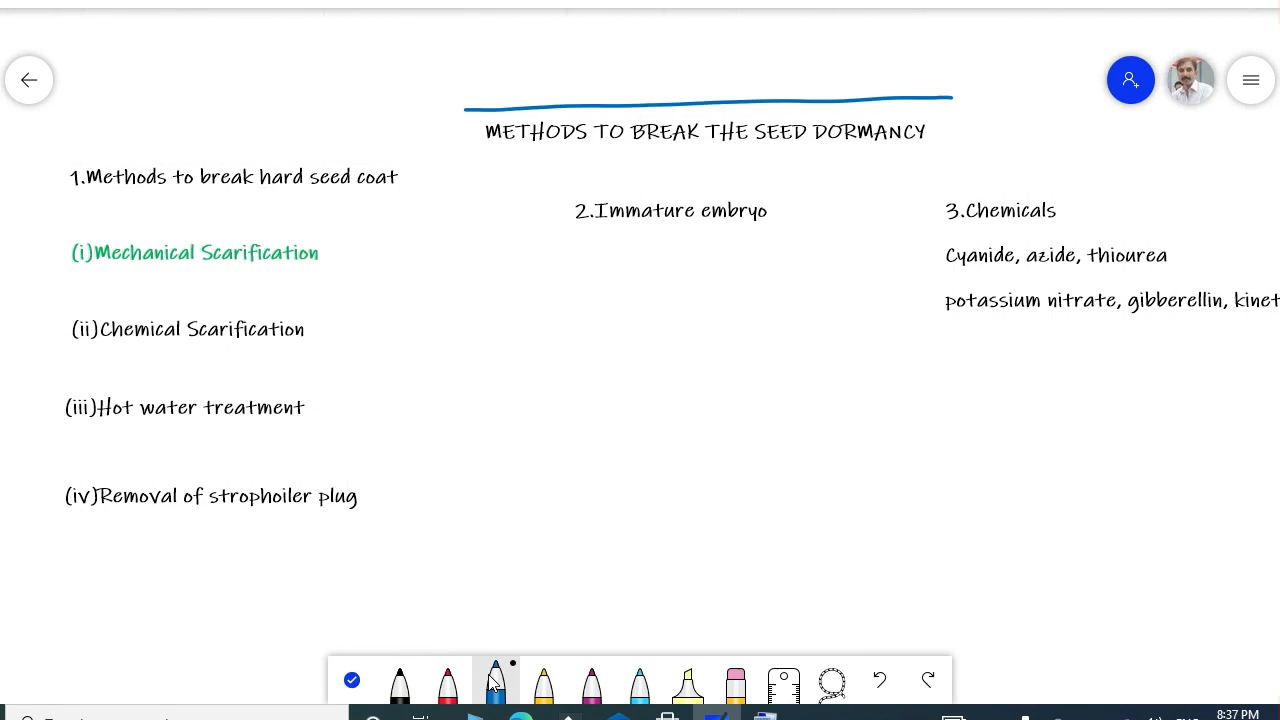 METHODS TO BREAK THE SEED DORMANCY
1.Methods to break hard seed coat
(i)Mechanical Scarification
(ii)Chemical Scarification
(iii)Hot water treatment
(iv)Removal of strophoiler plug
2.Immature embryo
3.Chemicals
Cyanide, azide, thiourea
potassium nitrate, gibberellin,
8:37 PM